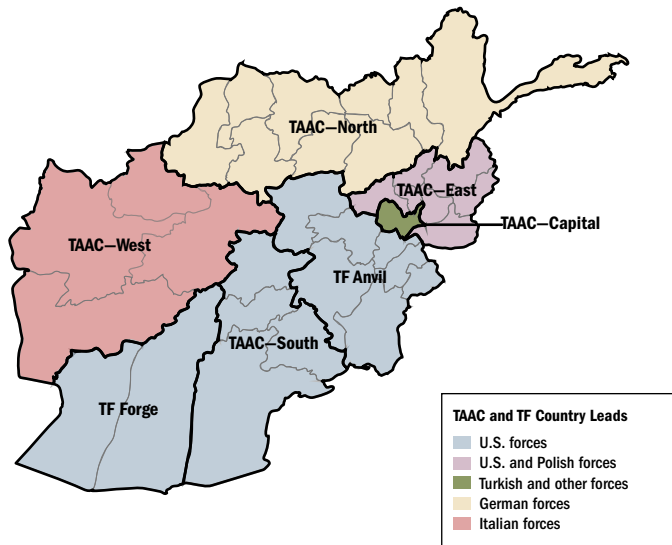 TAAC—North
TAAC—East
TAAC—Capital
TAAC—West
TF Anvil
TAAC—South
TF Forge
TAAC and TF Country Leads
U.S. forces
U.S. and Polish forces
Turkish and other forces
German forces
Italian forces